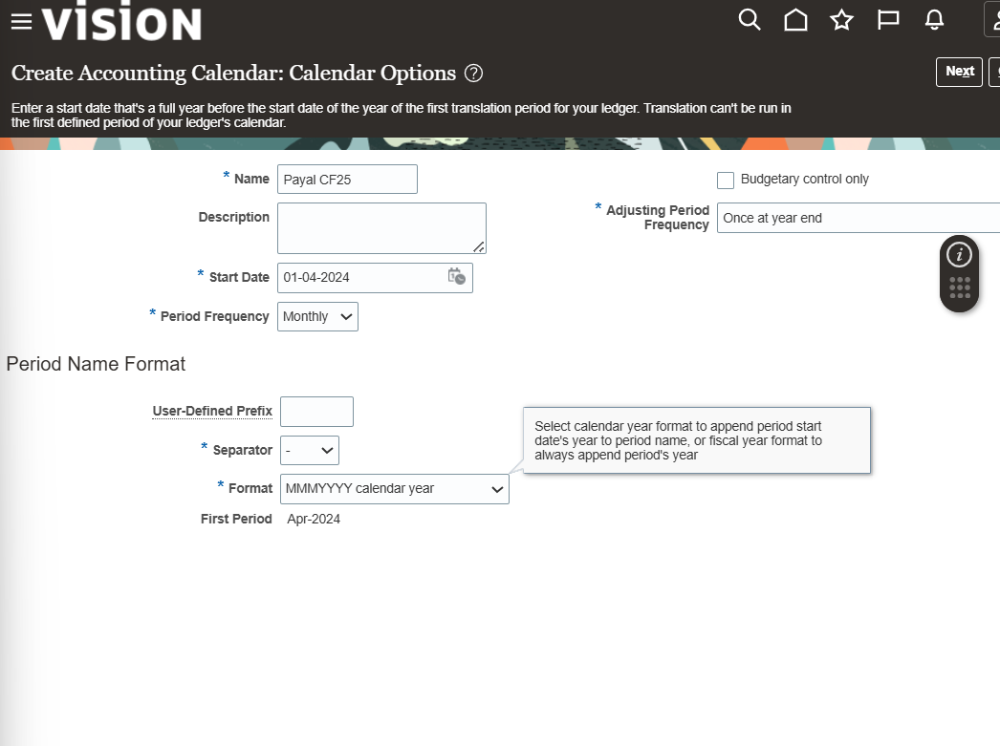 VISION
Create Accounting Calendar: Calendar Options ?
Next
Enter a start date that's a full year before the start date of the year of the first translation period for your ledger. Translation can't be run in
the first defined period of your ledger's calendar.
* Name Payal CF25
Budgetary control only
Description
* Adjusting Period
Frequency
Once at year end
* Start Date 01-04-2024
* Period Frequency Monthly
Period Name Format
User-Defined Prefix
Select calendar year format to append period start
date's year to period name, or fiscal year format to
always append period's year
* Separator -
* Format MMMYYYY calendar year
First Period Apr-2024